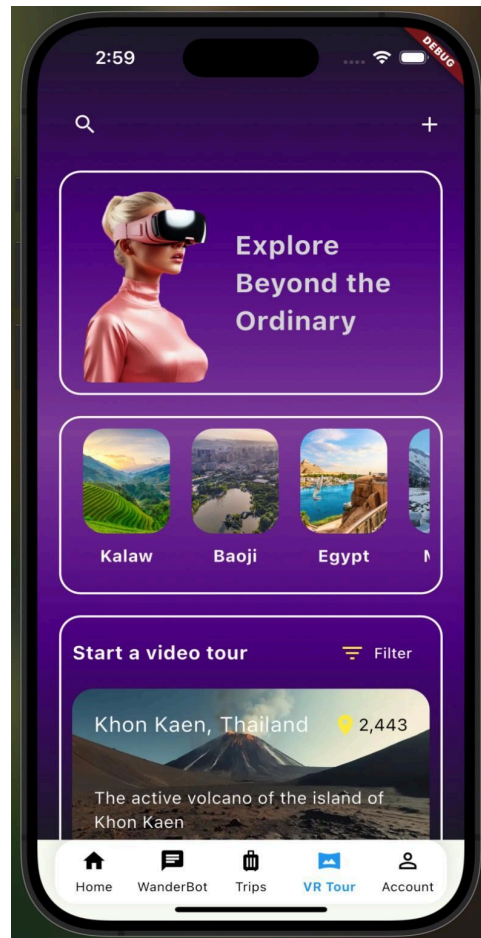 2:59
DEBUG
Explore
Beyond the
Ordinary
Kalaw
Baoji
Egypt
Start a video tour
Filter
Khon Kaen, Thailand
2,443
The active volcano of the island of
Khon Kaen
Home
WanderBot
Trips
VR Tour
Account